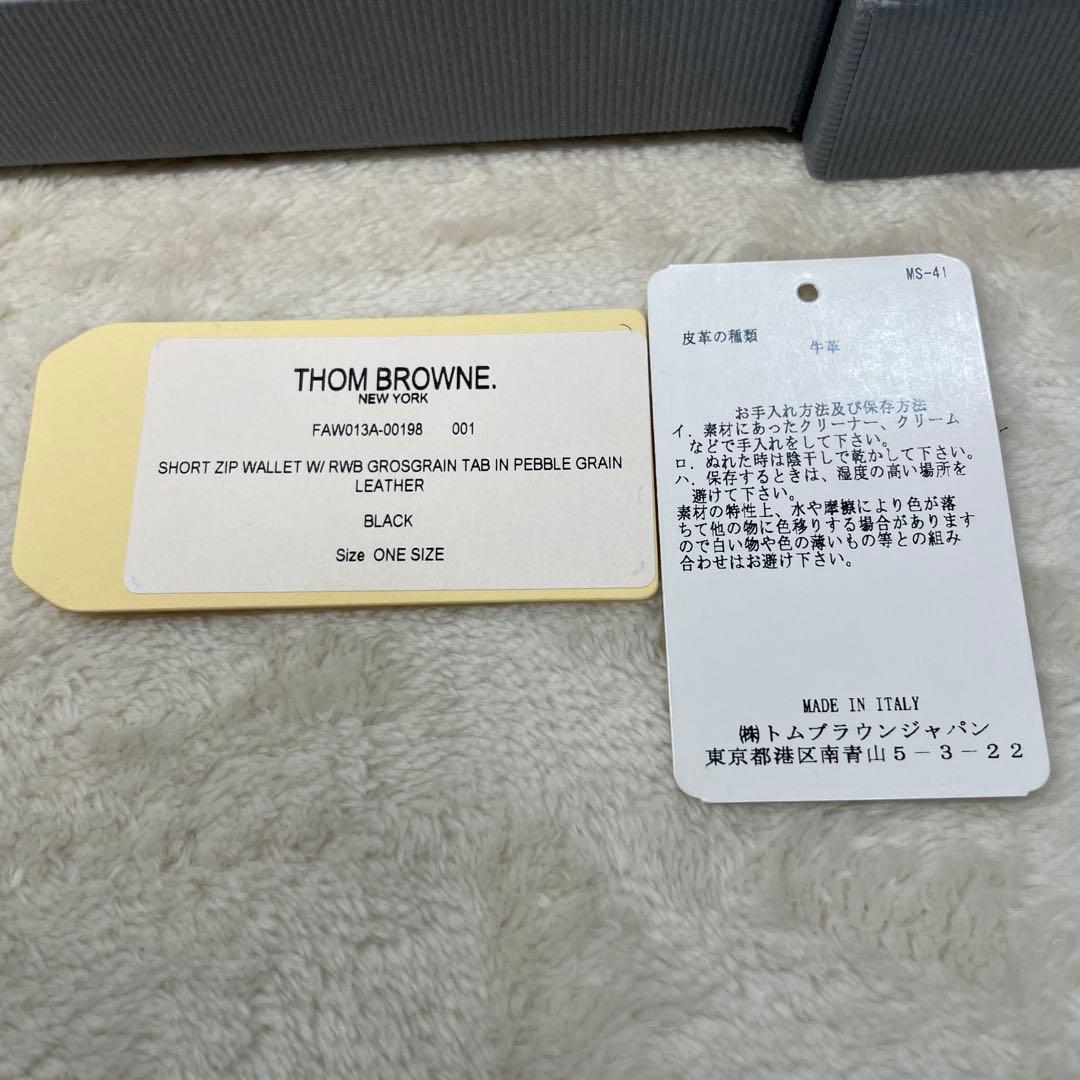 THOM BROWNE.
NEW YORK
FAW013A-00198 001
SHORT ZIP WALLET W/ RWB GROSGRAIN TAB IN PEBBLE GRAIN
LEATHER
BLACK
Size ONE SIZE
MS-41
皮革の種類 牛革
お手入れ方法及び保存方法
イ．素材にあったクリーナー、クリーム
などで手入れをして下さい。
ロ．ぬれた時は陰干しで乾かして下さい。
ハ．保存するときは、湿度の高い場所を
避けて下さい。
素材の特性上、水や摩擦により色が落
ちて他の物に色移りする場合があります
ので白い物や色の薄いもの等との組み
合わせはお避け下さい。
MADE IN ITALY
㈱トムブラウンジャパン
東京都港区南青山５－３－２２